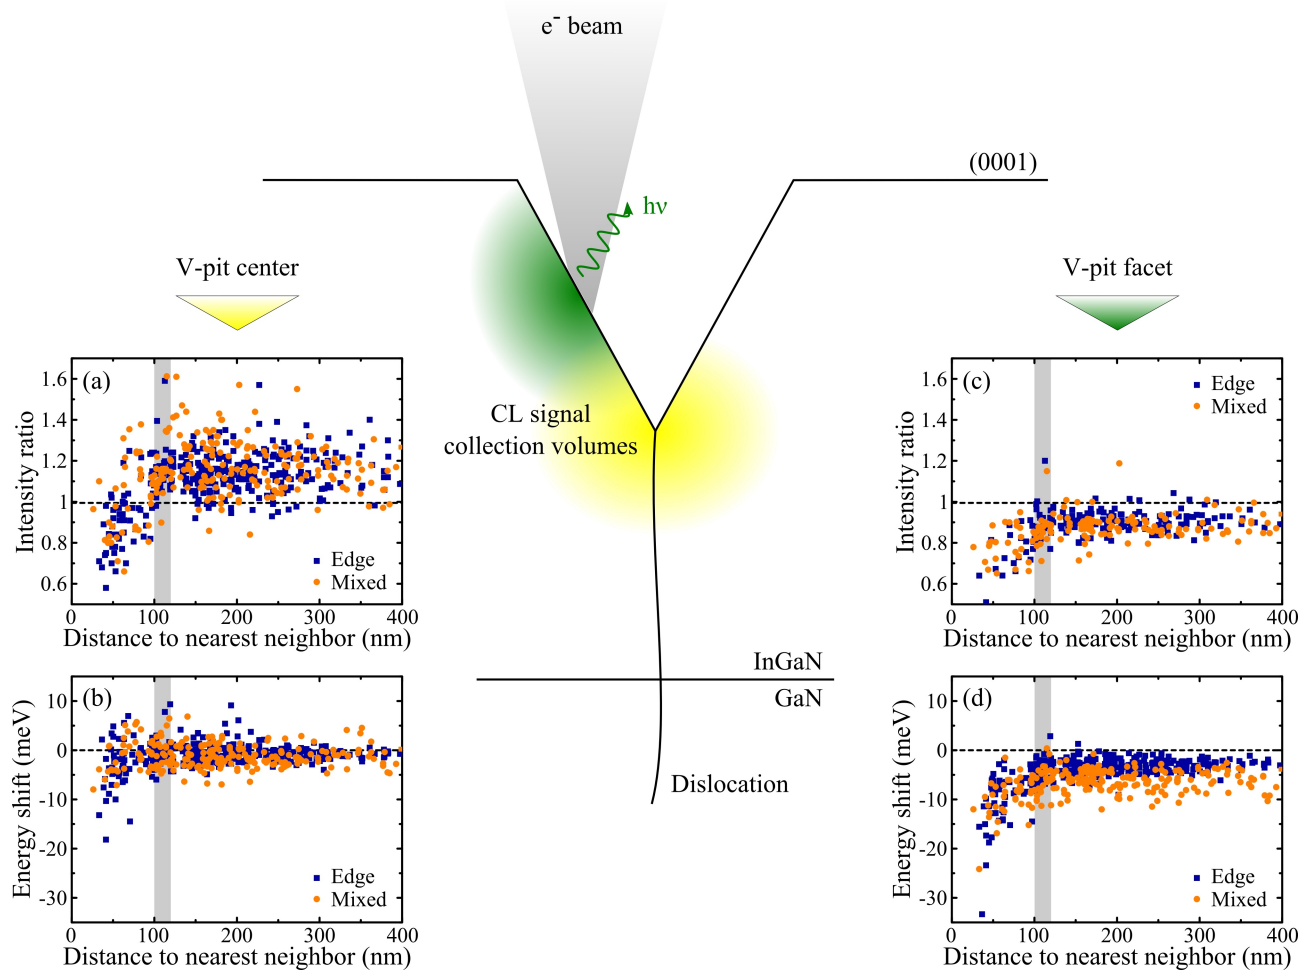 e⁻ beam
(0001)
hν
V-pit center
V-pit facet
CL signal
collection volumes
InGaN
GaN
Dislocation
(a)
Intensity ratio
1.6
1.4
1.2
1
0.8
0.6
Edge
Mixed
0 100 200 300 400
Distance to nearest neighbor (nm)
(b)
Energy shift (meV)
10
0
-10
-20
-30
Edge
Mixed
0 100 200 300 400
Distance to nearest neighbor (nm)
(c)
Intensity ratio
1.6
1.4
1.2
1
0.8
0.6
Edge
Mixed
0 100 200 300 400
Distance to nearest neighbor (nm)
(d)
Energy shift (meV)
10
0
-10
-20
-30
Edge
Mixed
0 100 200 300 400
Distance to nearest neighbor (nm)